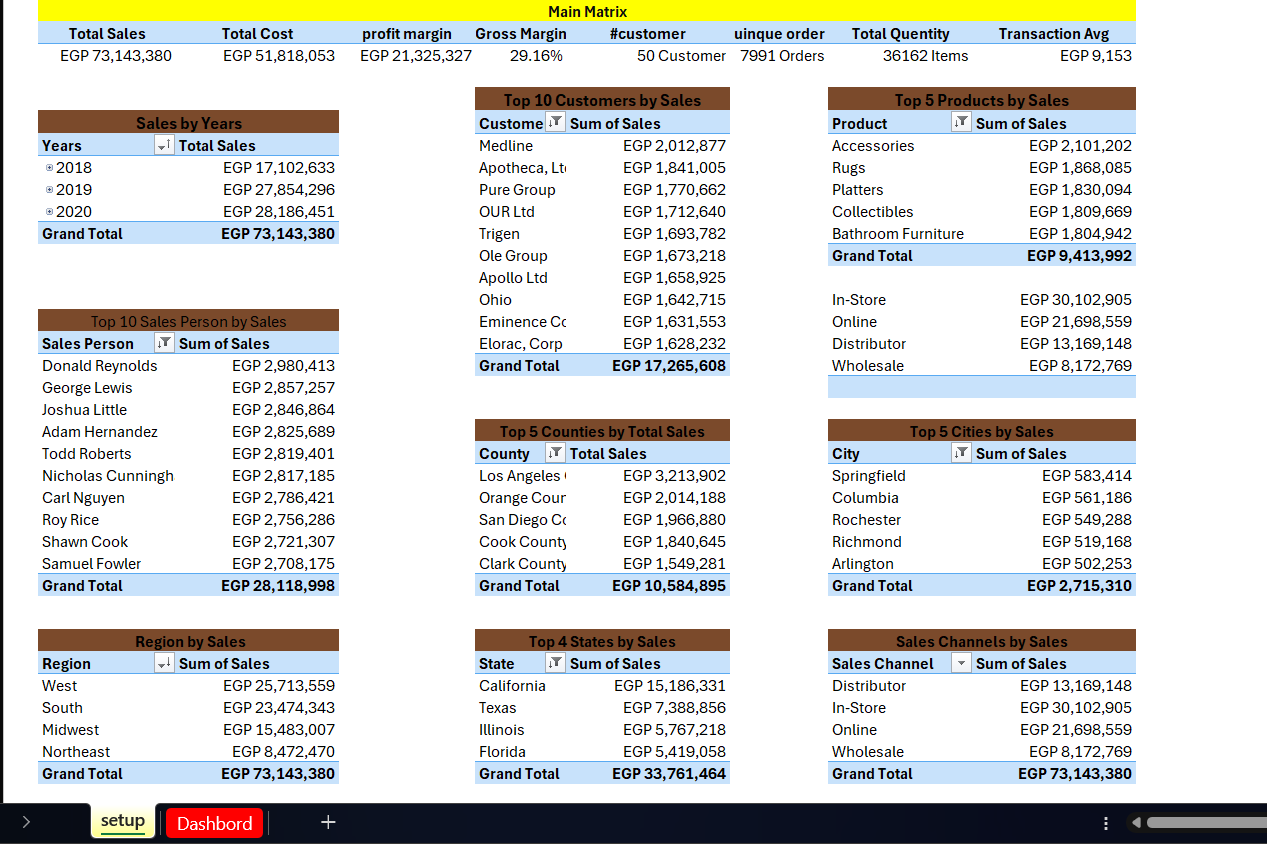 Main Matrix
Total Sales Total Cost profit margin Gross Margin #customer uinque order Total Quentity Transaction Avg
EGP 73,143,380 EGP 51,818,053 EGP 21,325,327 29.16% 50 Customer 7991 Orders 36162 Items EGP 9,153
Sales by Years
Years Total Sales
2018 EGP 17,102,633
2019 EGP 27,854,296
2020 EGP 28,186,451
Grand Total EGP 73,143,380
Top 10 Customers by Sales
Custome Sum of Sales
Medline EGP 2,012,877
Apotheca, Lt EGP 1,841,005
Pure Group EGP 1,770,662
OUR Ltd EGP 1,712,640
Trigen EGP 1,693,782
Ole Group EGP 1,673,218
Apollo Ltd EGP 1,658,925
Ohio EGP 1,642,715
Eminence Co EGP 1,631,553
Elorac, Corp EGP 1,628,232
Grand Total EGP 17,265,608
Top 5 Products by Sales
Product Sum of Sales
Accessories EGP 2,101,202
Rugs EGP 1,868,085
Platters EGP 1,830,094
Collectibles EGP 1,809,669
Bathroom Furniture EGP 1,804,942
Grand Total EGP 9,413,992
In-Store EGP 30,102,905
Online EGP 21,698,559
Distributor EGP 13,169,148
Wholesale EGP 8,172,769
Top 10 Sales Person by Sales
Sales Person Sum of Sales
Donald Reynolds EGP 2,980,413
George Lewis EGP 2,857,257
Joshua Little EGP 2,846,864
Adam Hernandez EGP 2,825,689
Todd Roberts EGP 2,819,401
Nicholas Cunningh EGP 2,817,185
Carl Nguyen EGP 2,786,421
Roy Rice EGP 2,756,286
Shawn Cook EGP 2,721,307
Samuel Fowler EGP 2,708,175
Grand Total EGP 28,118,998
Top 5 Counties by Total Sales
County Total Sales
Los Angeles EGP 3,213,902
Orange Coun EGP 2,014,188
San Diego Co EGP 1,966,880
Cook County EGP 1,840,645
Clark County EGP 1,549,281
Grand Total EGP 10,584,895
Top 5 Cities by Sales
City Sum of Sales
Springfield EGP 583,414
Columbia EGP 561,186
Rochester EGP 549,288
Richmond EGP 519,168
Arlington EGP 502,253
Grand Total EGP 2,715,310
Region by Sales
Region Sum of Sales
West EGP 25,713,559
South EGP 23,474,343
Midwest EGP 15,483,007
Northeast EGP 8,472,470
Grand Total EGP 73,143,380
Top 4 States by Sales
State Sum of Sales
California EGP 15,186,331
Texas EGP 7,388,856
Illinois EGP 5,767,218
Florida EGP 5,419,058
Grand Total EGP 33,761,464
Sales Channels by Sales
Sales Channel Sum of Sales
Distributor EGP 13,169,148
In-Store EGP 30,102,905
Online EGP 21,698,559
Wholesale EGP 8,172,769
Grand Total EGP 73,143,380
setup Dashbord